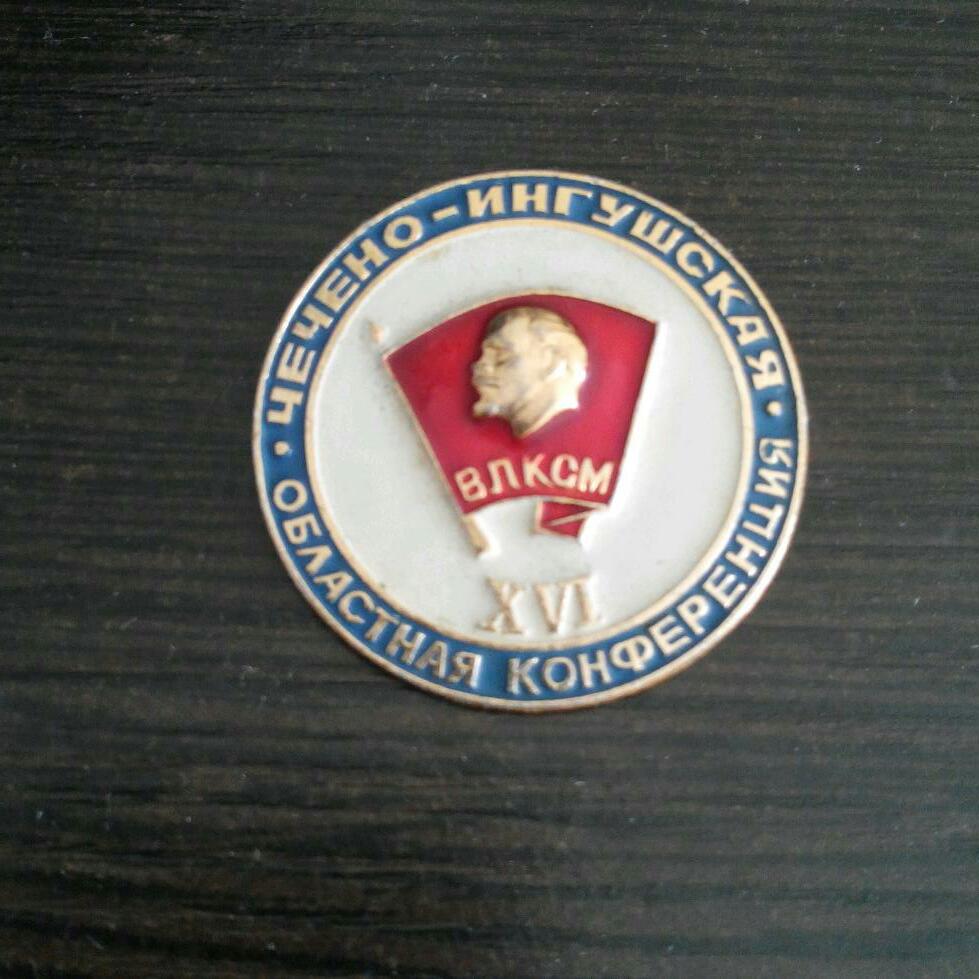 ЧЕЧЕНО-ИНГУШСКАЯ
ВЛКСМ
XVI
ОБЛАСТНАЯ КОНФЕРЕНЦИЯ